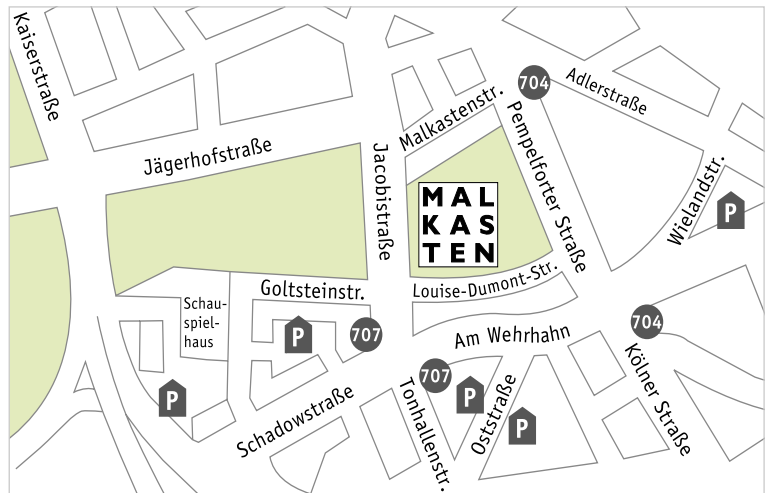 Kaiserstraße
704
Adlerstraße
Malkastenstr.
Pempelforter Straße
Jägerhofstraße
Jacobistraße
Wielandstr.
P
MAL
KAS
TEN
Louise-Dumont-Str.
Goltsteinstr.
Schau-
spiel-
haus
P
707
704
Am Wehrhahn
Kölner Straße
707
P
P
P
Schadowstraße
Tonhallenstr.
Oststraße